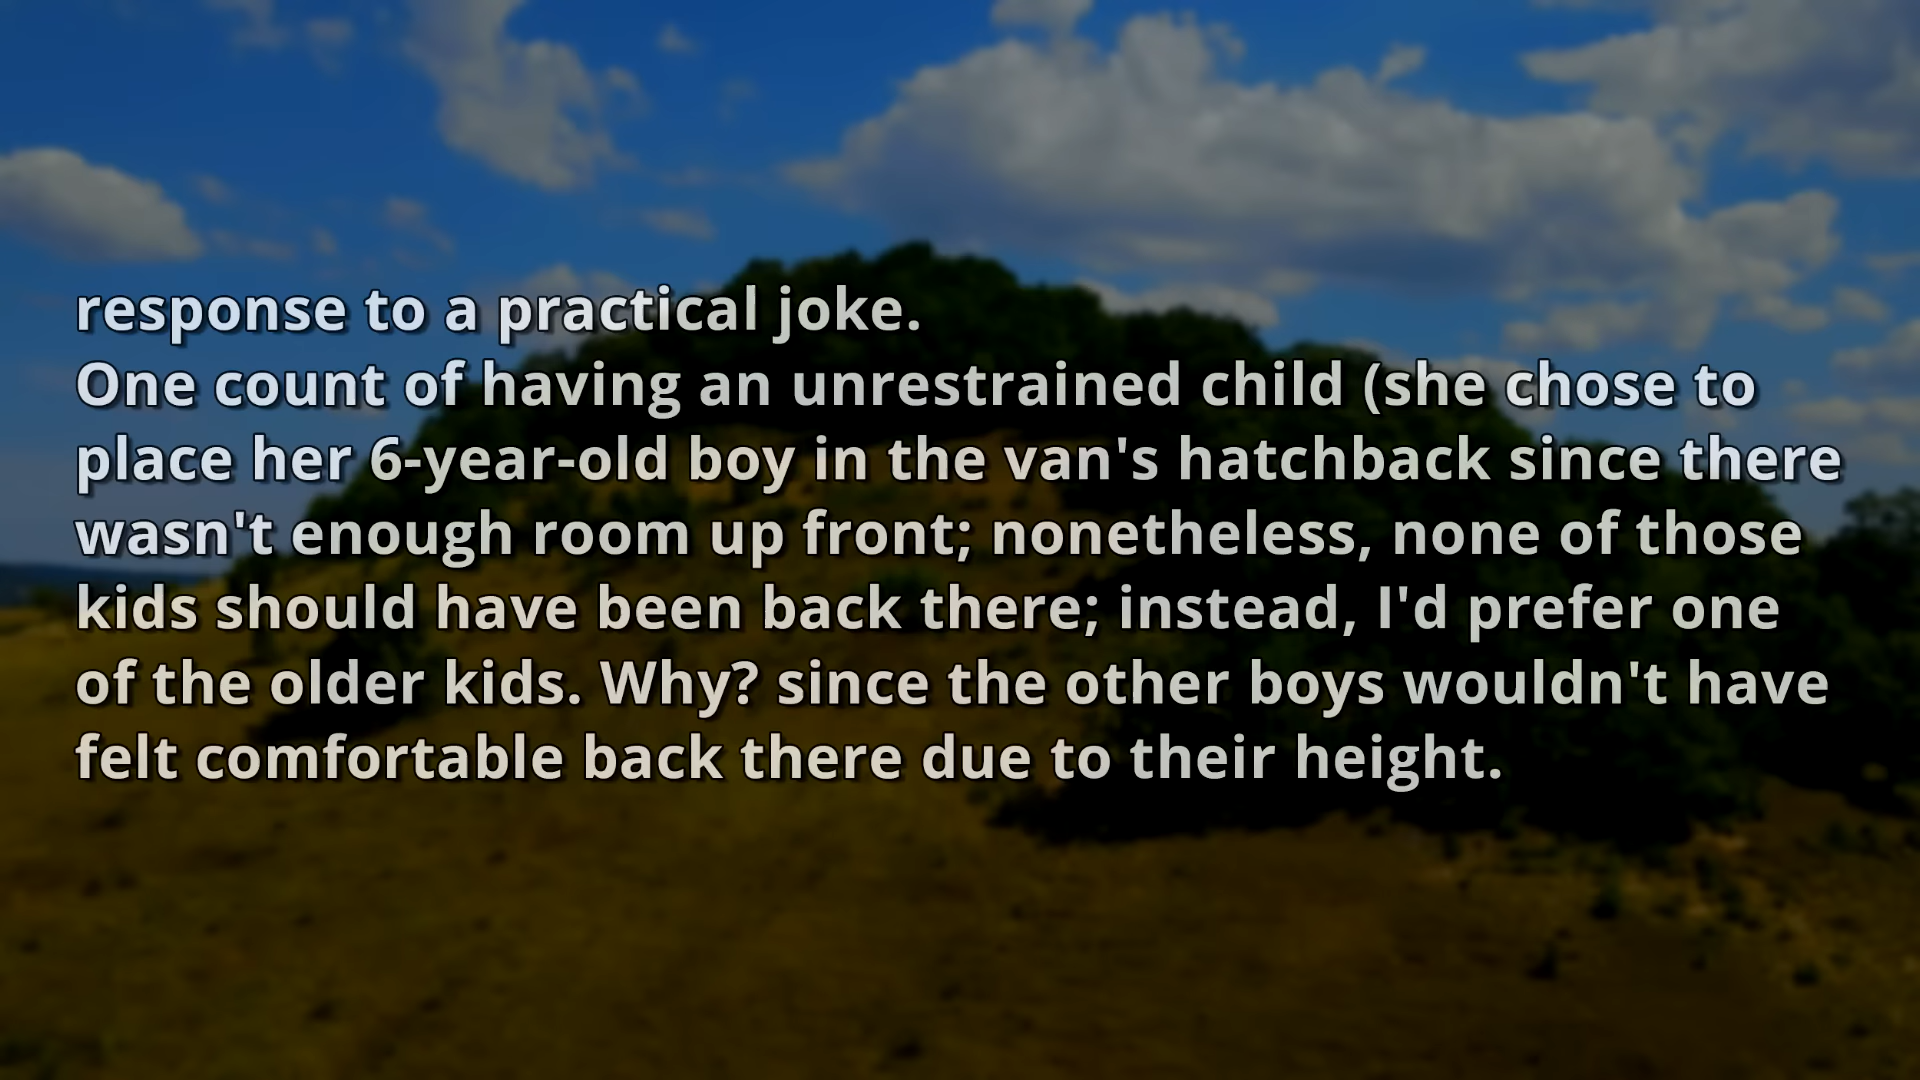 response to a practical joke.
One count of having an unrestrained child (she chose to
place her 6-year-old boy in the van's hatchback since there
wasn't enough room up front; nonetheless, none of those
kids should have been back there; instead, I'd prefer one
of the older kids. Why? since the other boys wouldn't have
felt comfortable back there due to their height.